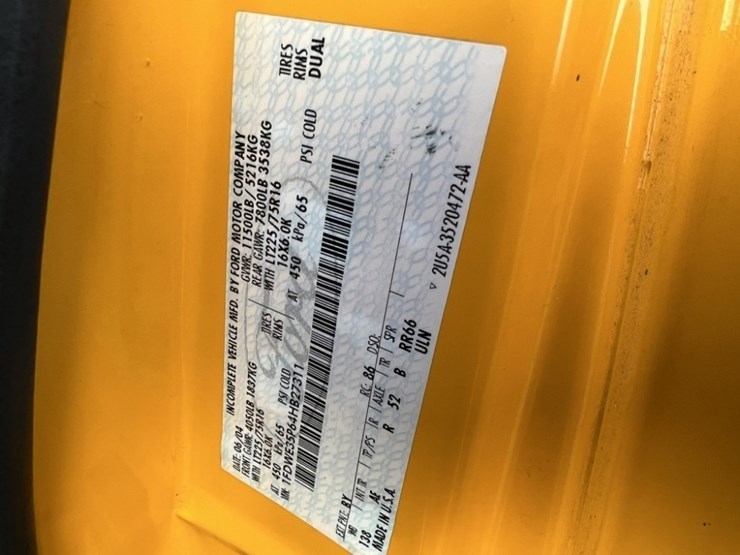 INCOMPLETE VEHICLE MFD. BY FORD MOTOR COMPANY
DATE: 06/04 GVWR: 11500LB/ 5216KG
FRONT GAWR: 4050LB 1837KG REAR GAWR: 7800LB 3538KG
WITH LT225/75R16 TIRES WITH LT225/75R16 TIRES
16X6.0K RIMS 16X6.0K RIMS
AT 450 kPa/65 PSI COLD AT 450 kPa/65 PSI COLD DUAL
VIN: 1FDWE35P64HB27311
EXT PNT: BY RC: 86 DSO:
WB INT TR TP/PS R AXLE TR SPR
138 AE R 52 B RR66
MADE IN U.S.A. ULN
▽ 2U5A-3520472-AA